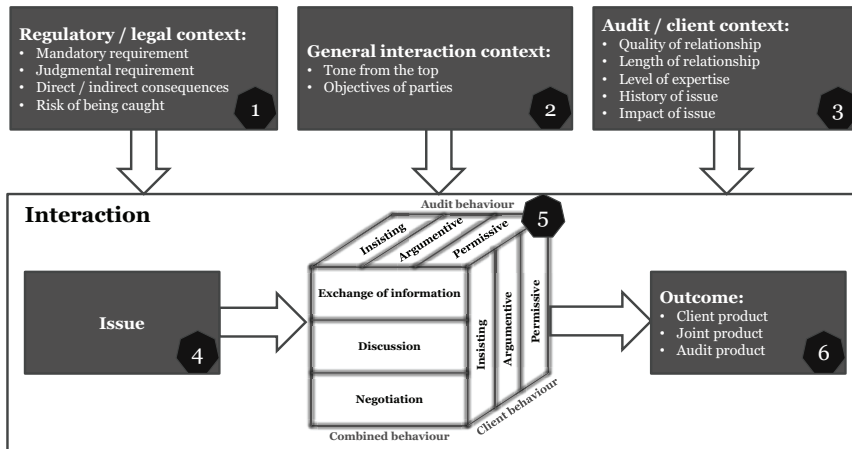 Regulatory / legal context:
• Mandatory requirement
• Judgmental requirement
• Direct / indirect consequences
• Risk of being caught
1
General interaction context:
• Tone from the top
• Objectives of parties
2
Audit / client context:
• Quality of relationship
• Length of relationship
• Level of expertise
• History of issue
• Impact of issue
3
Interaction
Issue
4
Audit behaviour
Insisting
Argumentive
Permissive
5
Exchange of information
Discussion
Negotiation
Insisting
Argumentive
Permissive
Combined behaviour
Client behaviour
Outcome:
• Client product
• Joint product
• Audit product
6